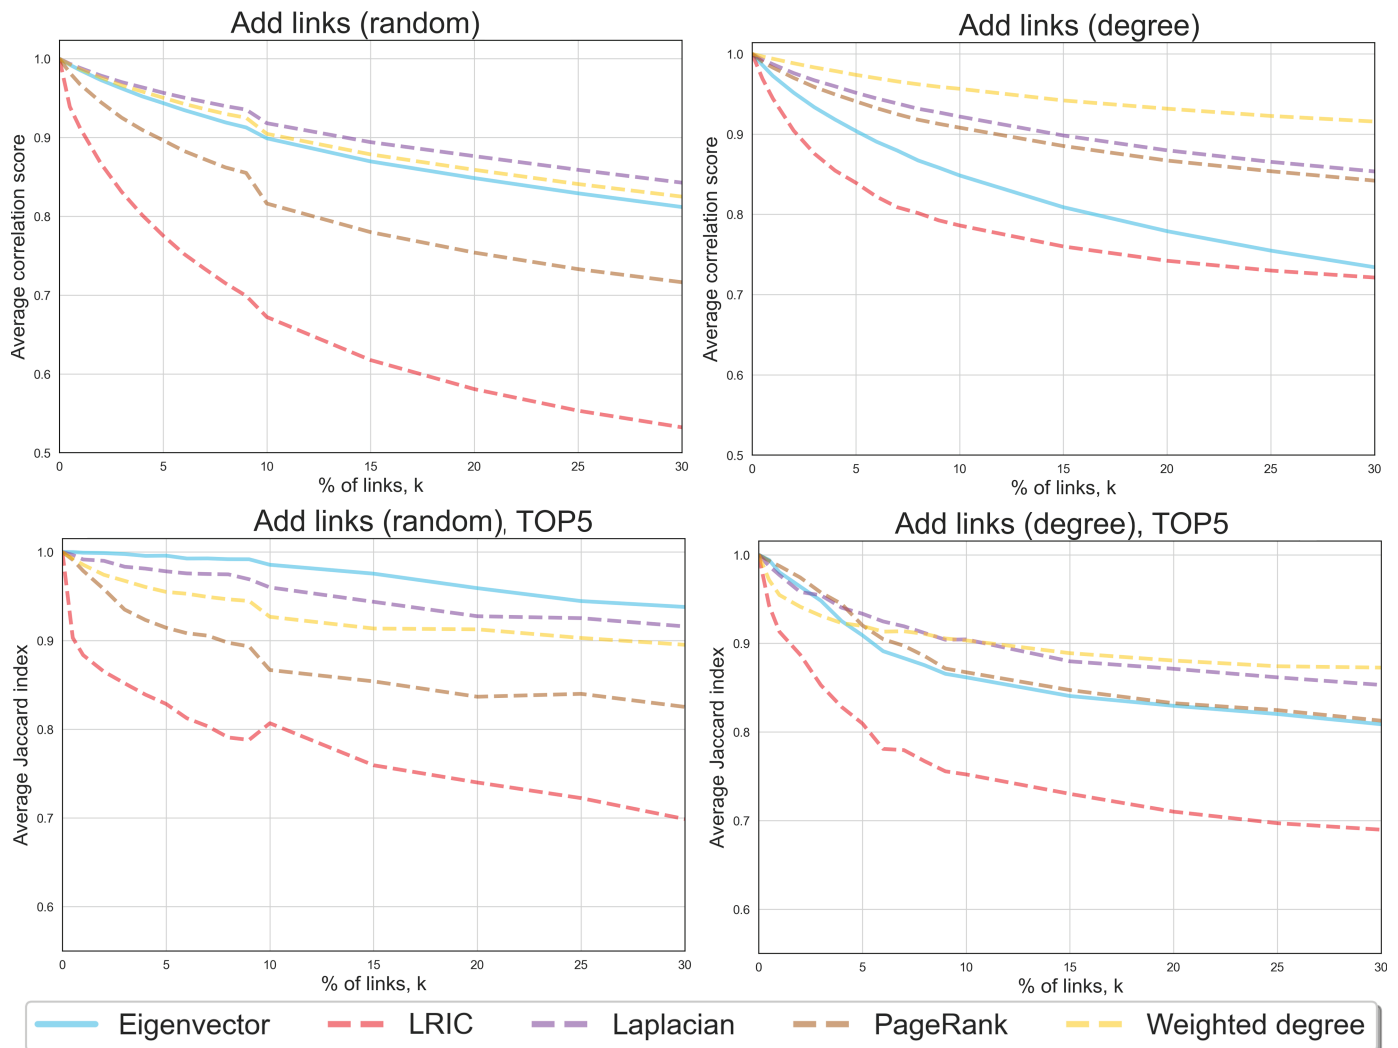 Add links (random)
Average correlation score
1.0
0.9
0.8
0.7
0.6
0.5
0 5 10 15 20 25 30
% of links, k
Add links (degree)
Average correlation score
1.0
0.9
0.8
0.7
0.6
0.5
0 5 10 15 20 25 30
% of links, k
Add links (random), TOP5
Average Jaccard index
1.0
0.9
0.8
0.7
0.6
0 5 10 15 20 25 30
% of links, k
Add links (degree), TOP5
Average Jaccard index
1.0
0.9
0.8
0.7
0.6
0 5 10 15 20 25 30
% of links, k
Eigenvector LRIC Laplacian PageRank Weighted degree